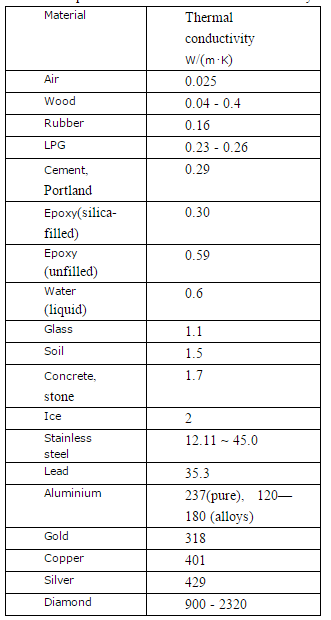 Material Thermal
conductivity
W/(m·K)
Air 0.025
Wood 0.04 - 0.4
Rubber 0.16
LPG 0.23 - 0.26
Cement, 0.29
Portland
Epoxy(silica- 0.30
filled)
Epoxy 0.59
(unfilled)
Water 0.6
(liquid)
Glass 1.1
Soil 1.5
Concrete, 1.7
stone
Ice 2
Stainless 12.11 ~ 45.0
steel
Lead 35.3
Aluminium 237(pure), 120—
180 (alloys)
Gold 318
Copper 401
Silver 429
Diamond 900 - 2320